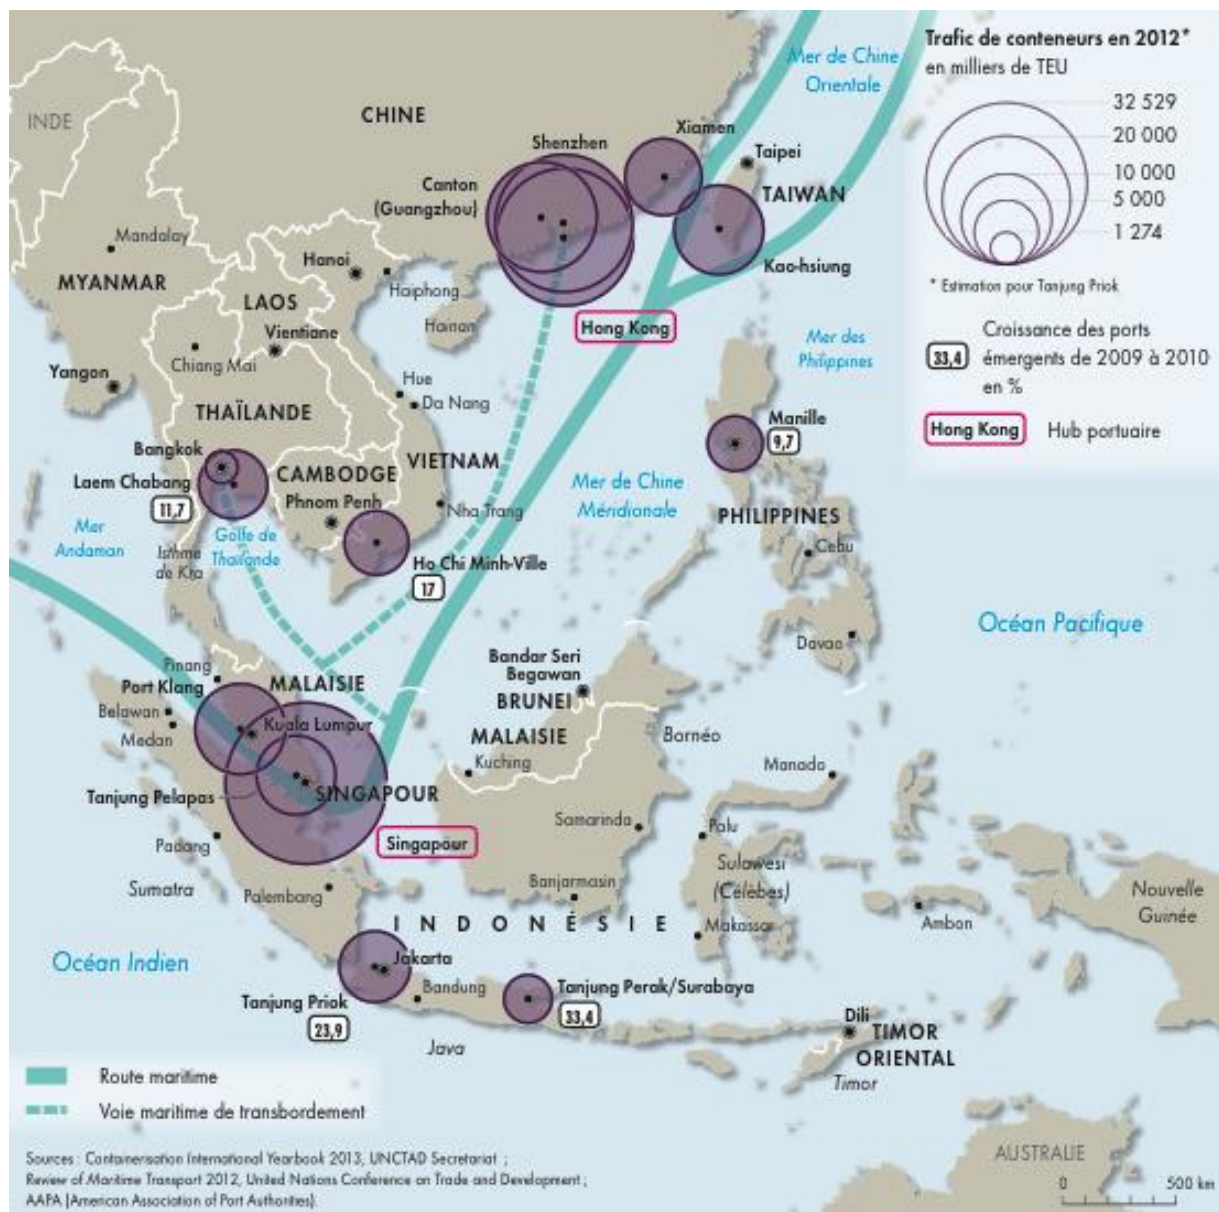 Trafic de conteneurs en 2012*
en milliers de TEU
32 529
20 000
10 000
5 000
1 274
* Estimation pour Tanjung Priok
33,4
Croissance des ports
émergents de 2009 à 2010
en %
Hong Kong
Hub portuaire
Mer de Chine
Orientale
INDE
CHINE
Shenzhen
Xiamen
Taipei
TAIWAN
Canton
(Guangzhou)
Kao-hsiung
Mandalay
MYANMAR
Hanoi
Haiphong
LAOS
Hainan
Vientiane
Hong Kong
Mer des
Philippines
Chiang Mai
Yangon
Hue
Da Nang
THAÏLANDE
Manille
9,7
Bangkok
Laem Chabang
11,7
CAMBODGE
Phnom Penh
VIETNAM
Nha Trang
Mer de Chine
Méridionale
PHILIPPINES
Cebu
Mer
Andaman
Golfe de
Thaïlande
Isthme
de Kra
Ho Chi Minh-Ville
17
Océan Pacifique
Davao
Pinang
Port Klang
MALAISIE
Bandar Seri
Begawan
BRUNEI
Belawan
Medan
Kuala Lumpur
MALAISIE
Kuching
Bornéo
Manado
Tanjung Pelapas
SINGAPOUR
Singapour
Samarinda
Palu
Padang
Sumatra
Palembang
Banjarmasin
Sulawesi
(Célèbes)
Nouvelle
Guinée
INDONÉSIE
Makassar
Ambon
Océan Indien
Jakarta
Tanjung Priok
23,9
Bandung
Tanjung Perak/Surabaya
33,4
Java
Dili
TIMOR
ORIENTAL
Timor
Route maritime
Voie maritime de transbordement
AUSTRALIE
0 500 km
Sources : Containerisation International Yearbook 2013, UNCTAD Secretariat ;
Review of Maritime Transport 2012, United Nations Conference on Trade and Development ;
AAPA (American Association of Port Authorities).